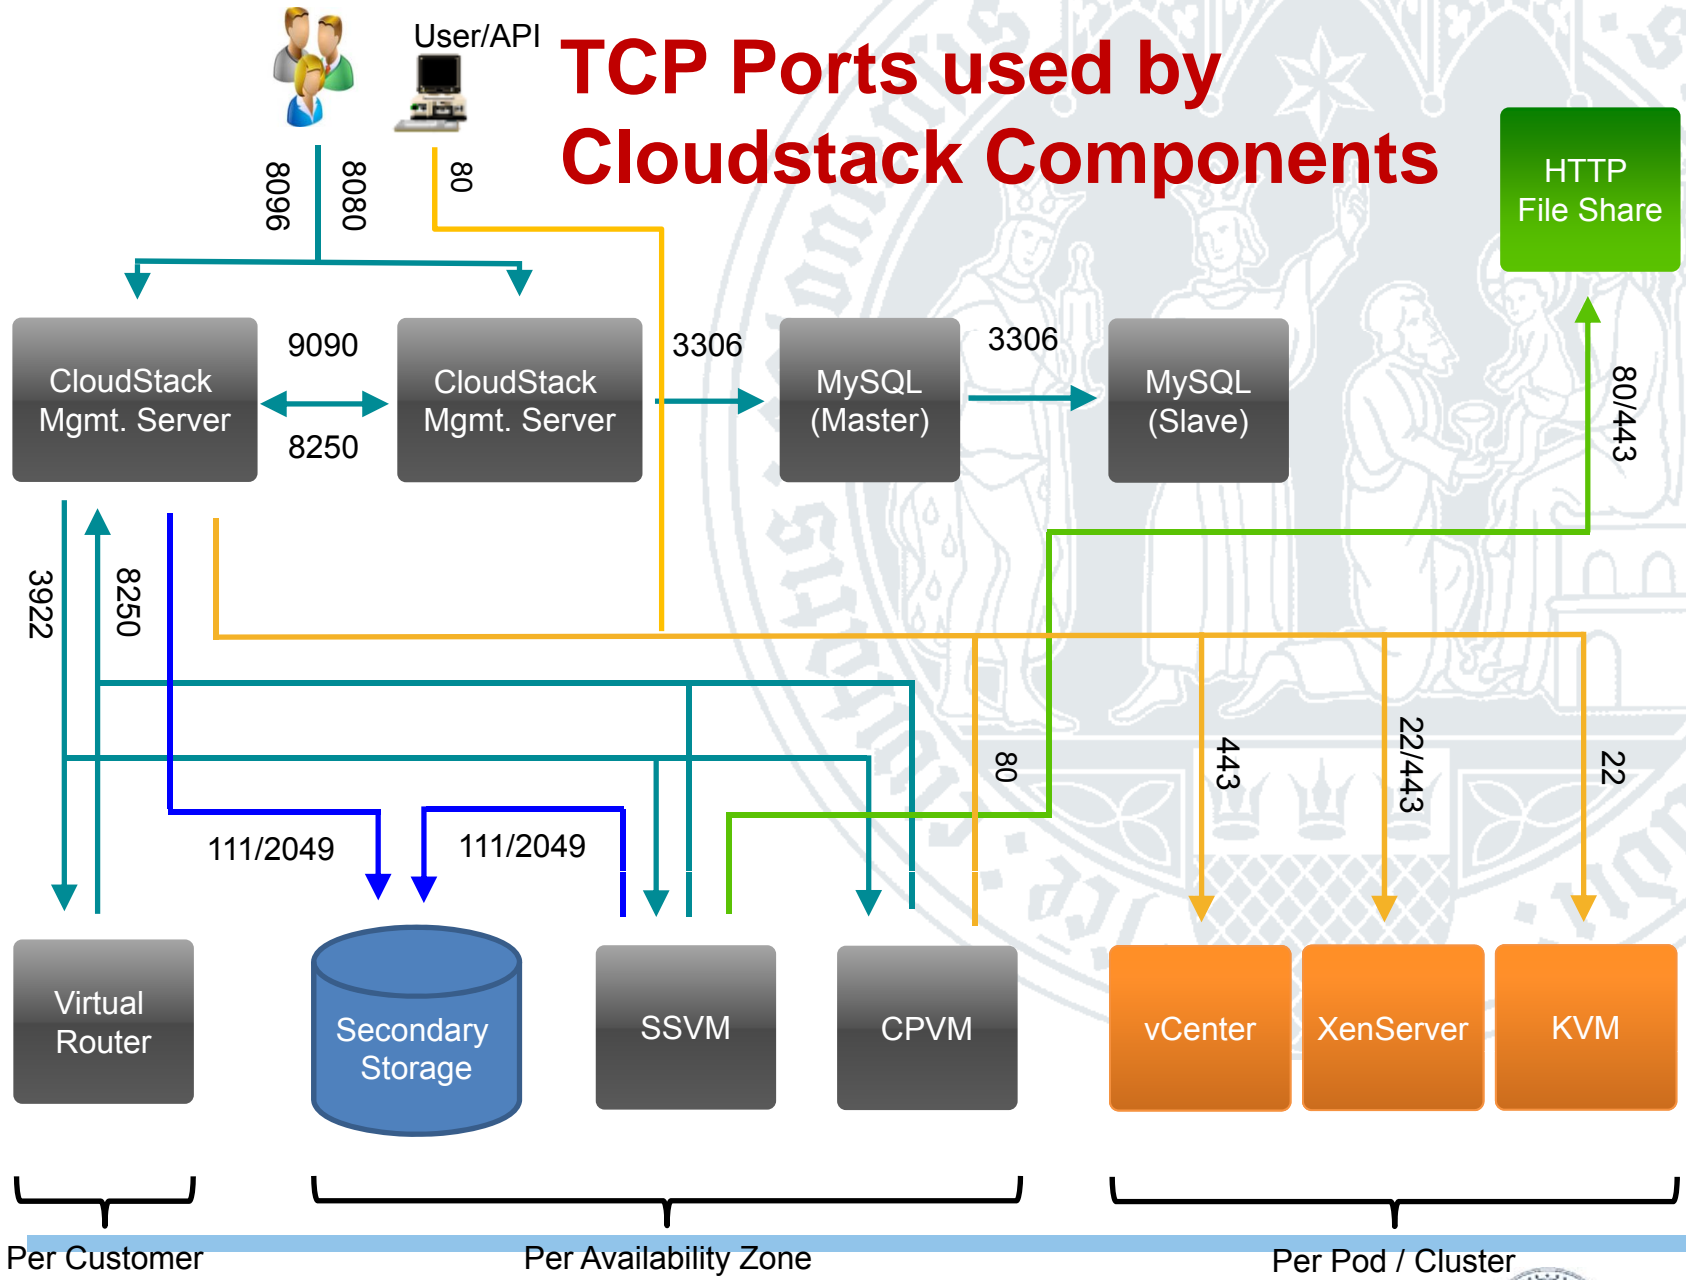 User/API
TCP Ports used by
Cloudstack Components
8096
8080
80
HTTP
File Share
CloudStack
Mgmt. Server
9090
8250
CloudStack
Mgmt. Server
3306
MySQL
(Master)
3306
MySQL
(Slave)
80/443
3922
8250
80
443
22/443
22
111/2049
111/2049
Virtual
Router
Secondary
Storage
SSVM
CPVM
vCenter
XenServer
KVM
Per Customer
Per Availability Zone
Per Pod / Cluster